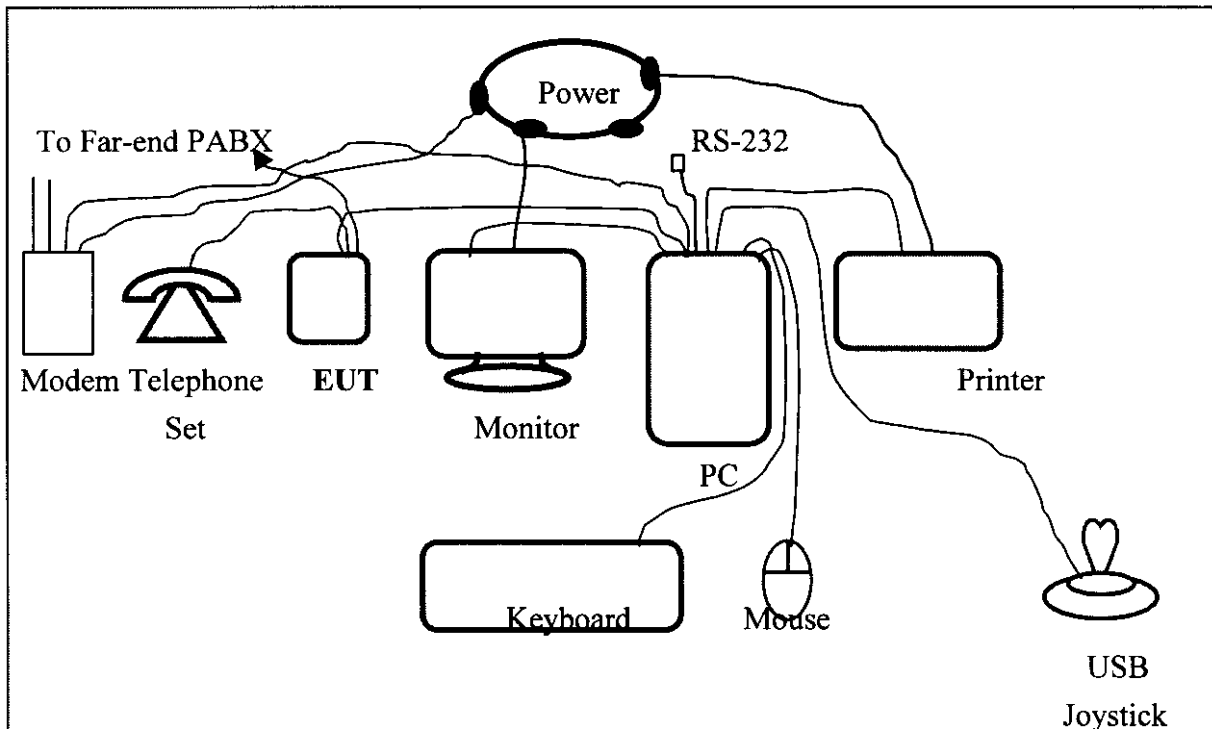 Power
To Far-end PABX
RS-232
Modem
Telephone
Set
EUT
Monitor
PC
Printer
Keyboard
Mouse
USB
Joystick